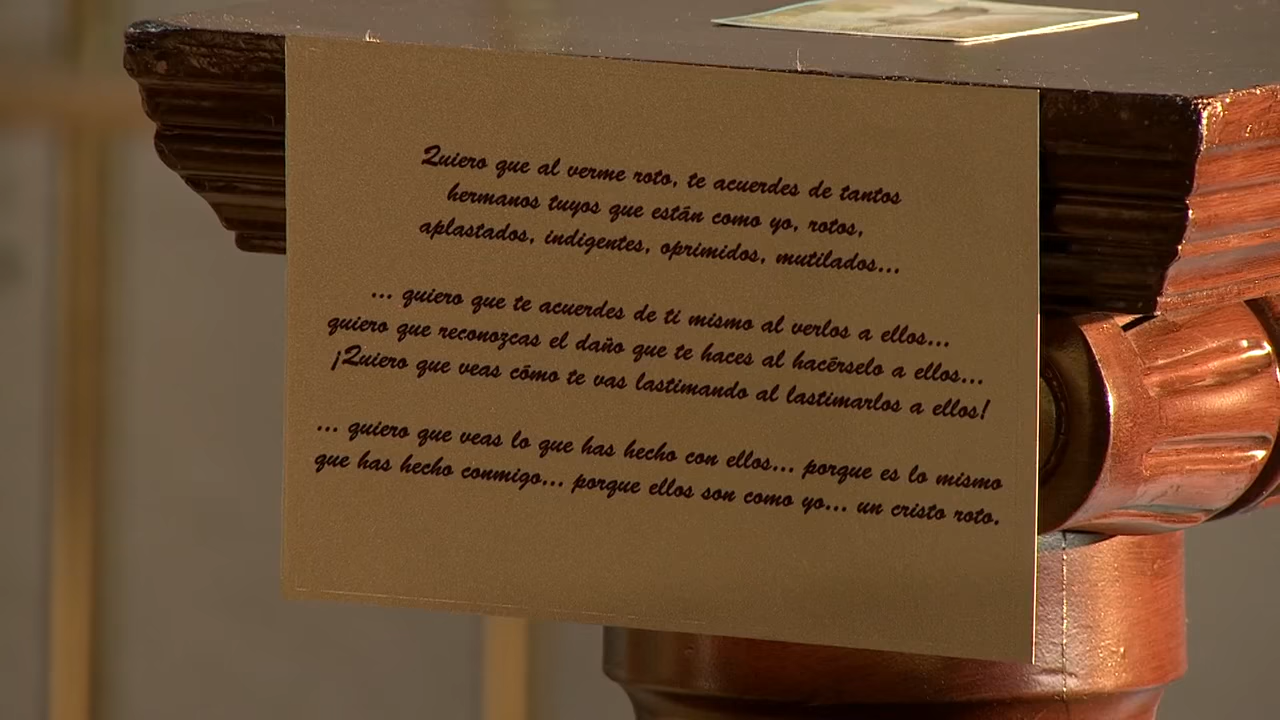 Quiero que al verme roto, te acuerdes de tantos
hermanos tuyos que están como yo, rotos,
aplastados, indigentes, oprimidos, mutilados...
... quiero que te acuerdes de ti mismo al verlos a ellos...
quiero que reconozcas el daño que te haces al hacérselo a ellos...
¡Quiero que veas cómo te vas lastimando al lastimarlos a ellos!
... quiero que veas lo que has hecho con ellos... porque es lo mismo
que has hecho conmigo... porque ellos son como yo... un cristo roto.